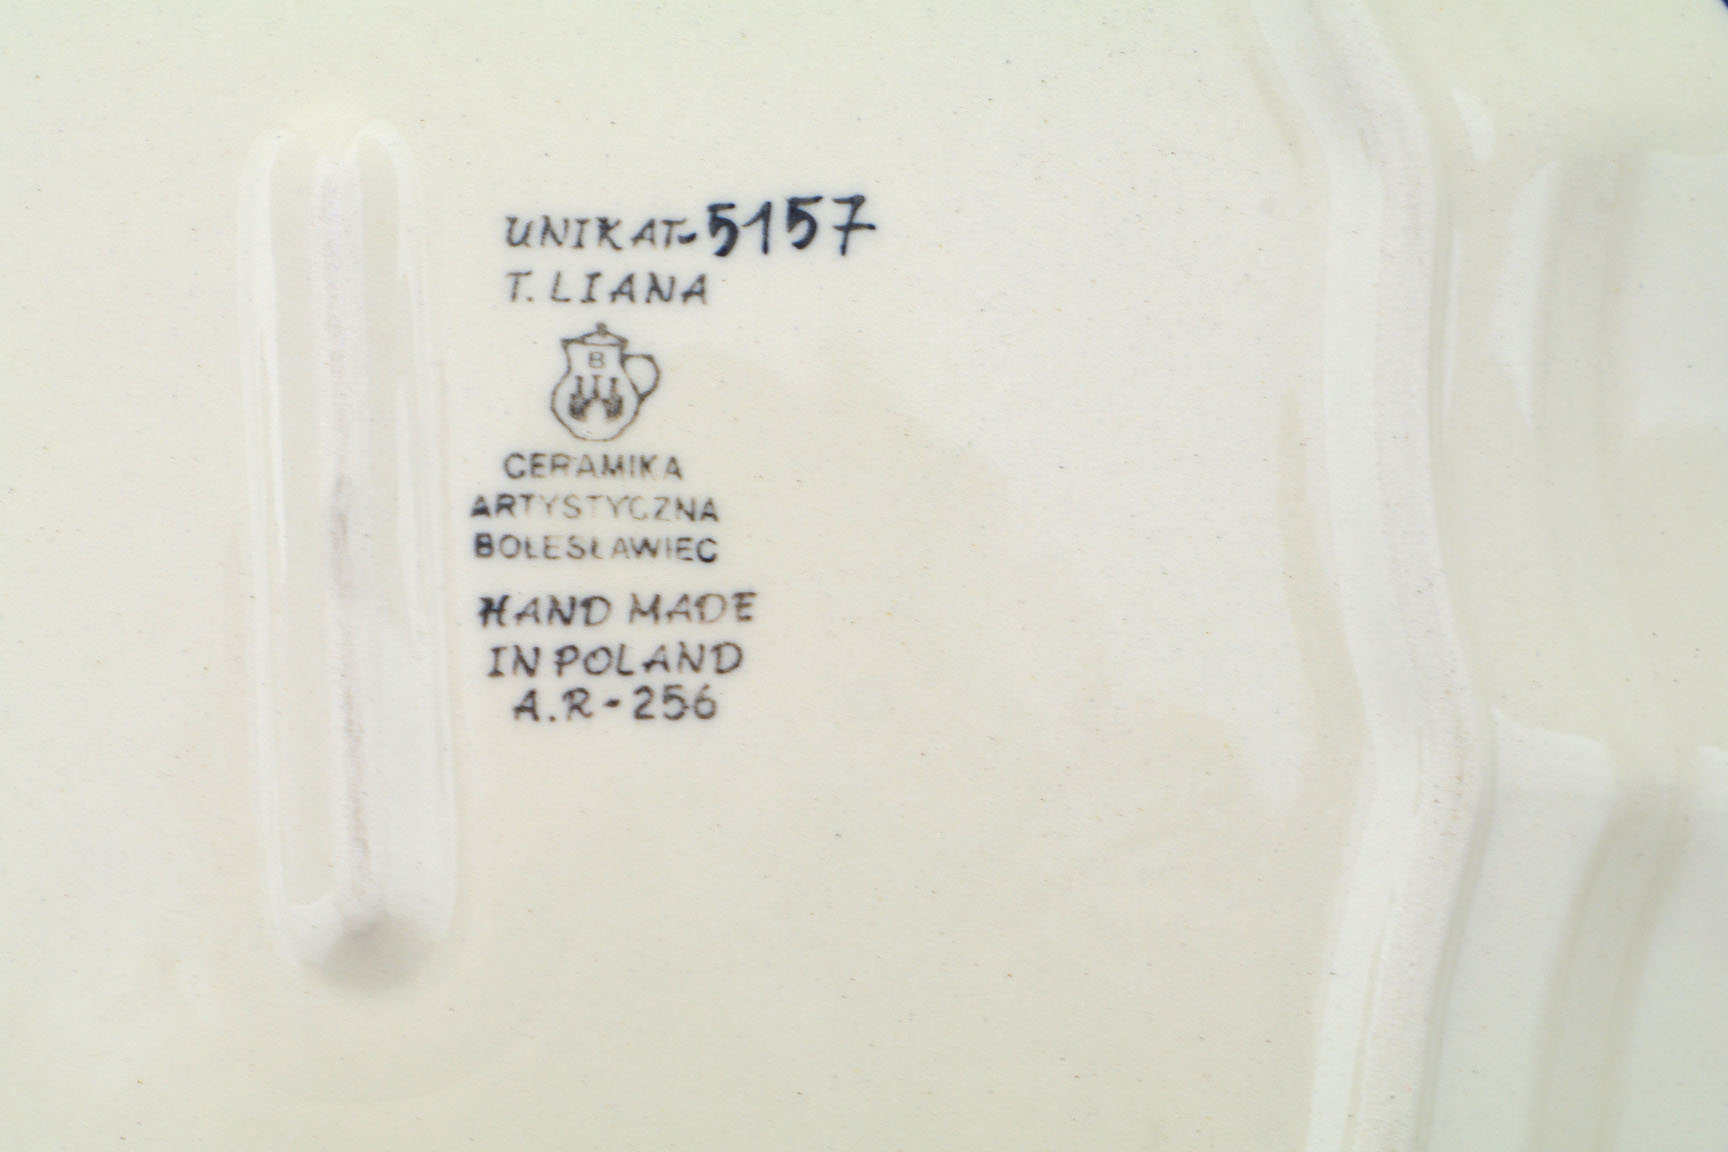 UNIKAT-5157
T. LIANA
B
CERAMIKA
ARTYSTYCZNA
BOLESŁAWIEC
HAND MADE
IN POLAND
A.R-256